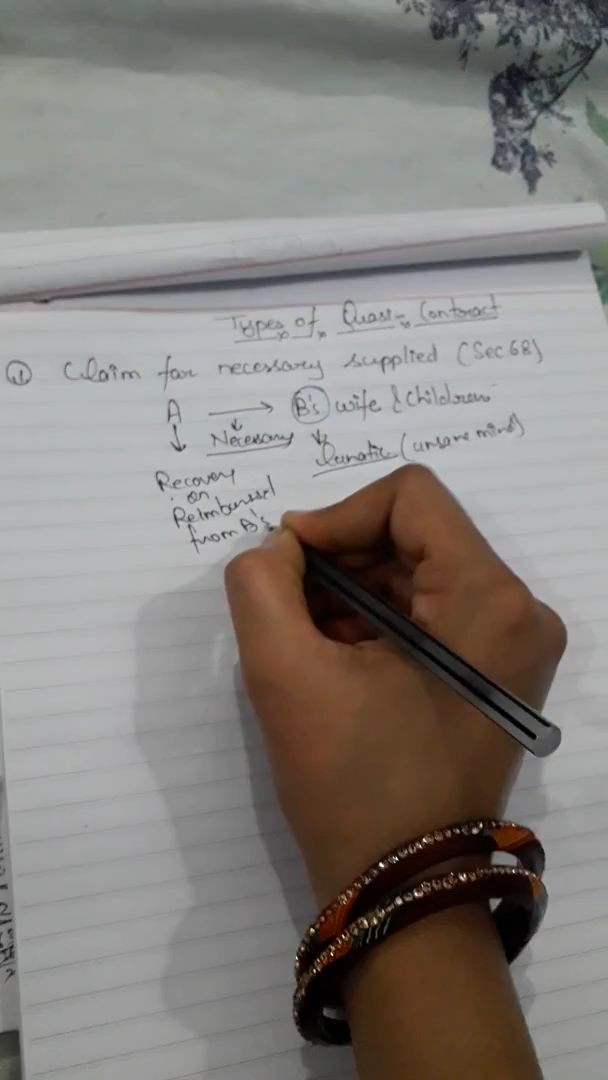 Types of Quasi- Contract
① Claim for necessary supplied (Sec 68)
A → B's wife & Children
↓ Necessary Lunatic (unsane mind)
Recovery
on
Reimbursed
from B's